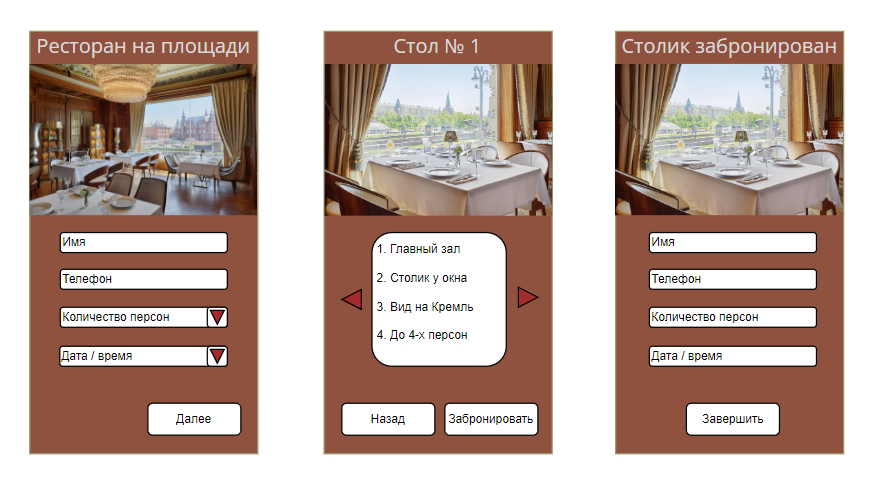 Ресторан на площади
Имя
Телефон
Количество персон
Дата / время
Далее
Стол № 1
1. Главный зал
2. Столик у окна
3. Вид на Кремль
4. До 4-х персон
Назад
Забронировать
Столик забронирован
Имя
Телефон
Количество персон
Дата / время
Завершить